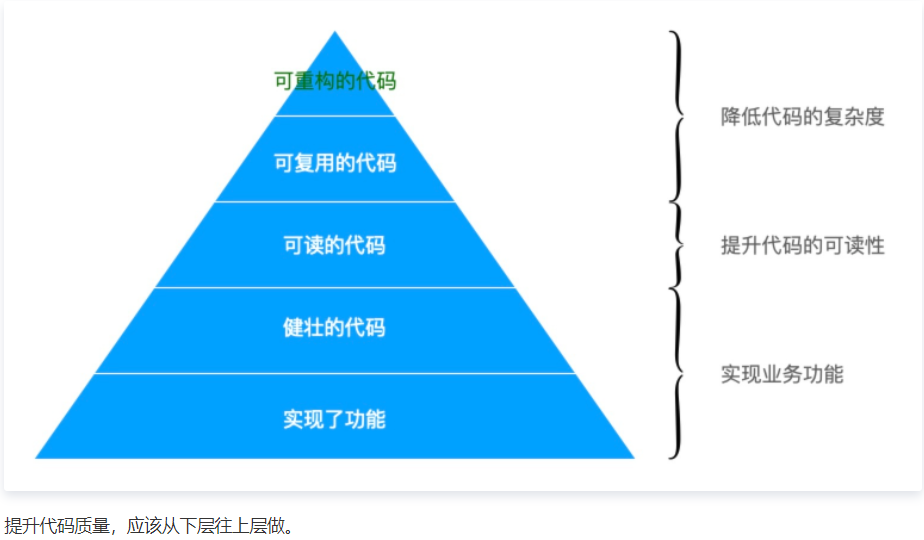 可重构的代码
降低代码的复杂度
可复用的代码
可读的代码
提升代码的可读性
健壮的代码
实现业务功能
实现了功能
提升代码质量，应该从下层往上层做。